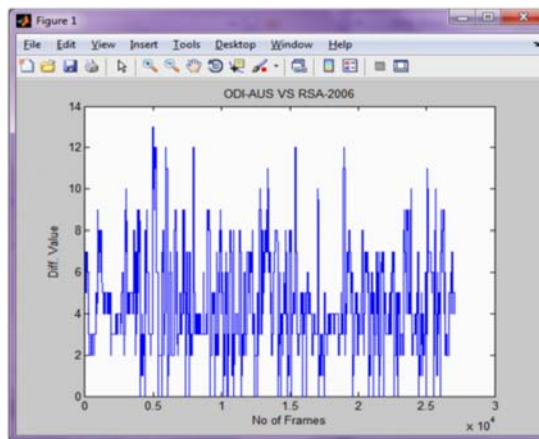 Figure 1
File Edit View Insert Tools Desktop Window Help
ODI-AUS VS RSA-2006
14
12
10
8
6
4
2
0
Diff. Value
0 0.5 1 1.5 2 2.5 3
No of Frames
x 10^4